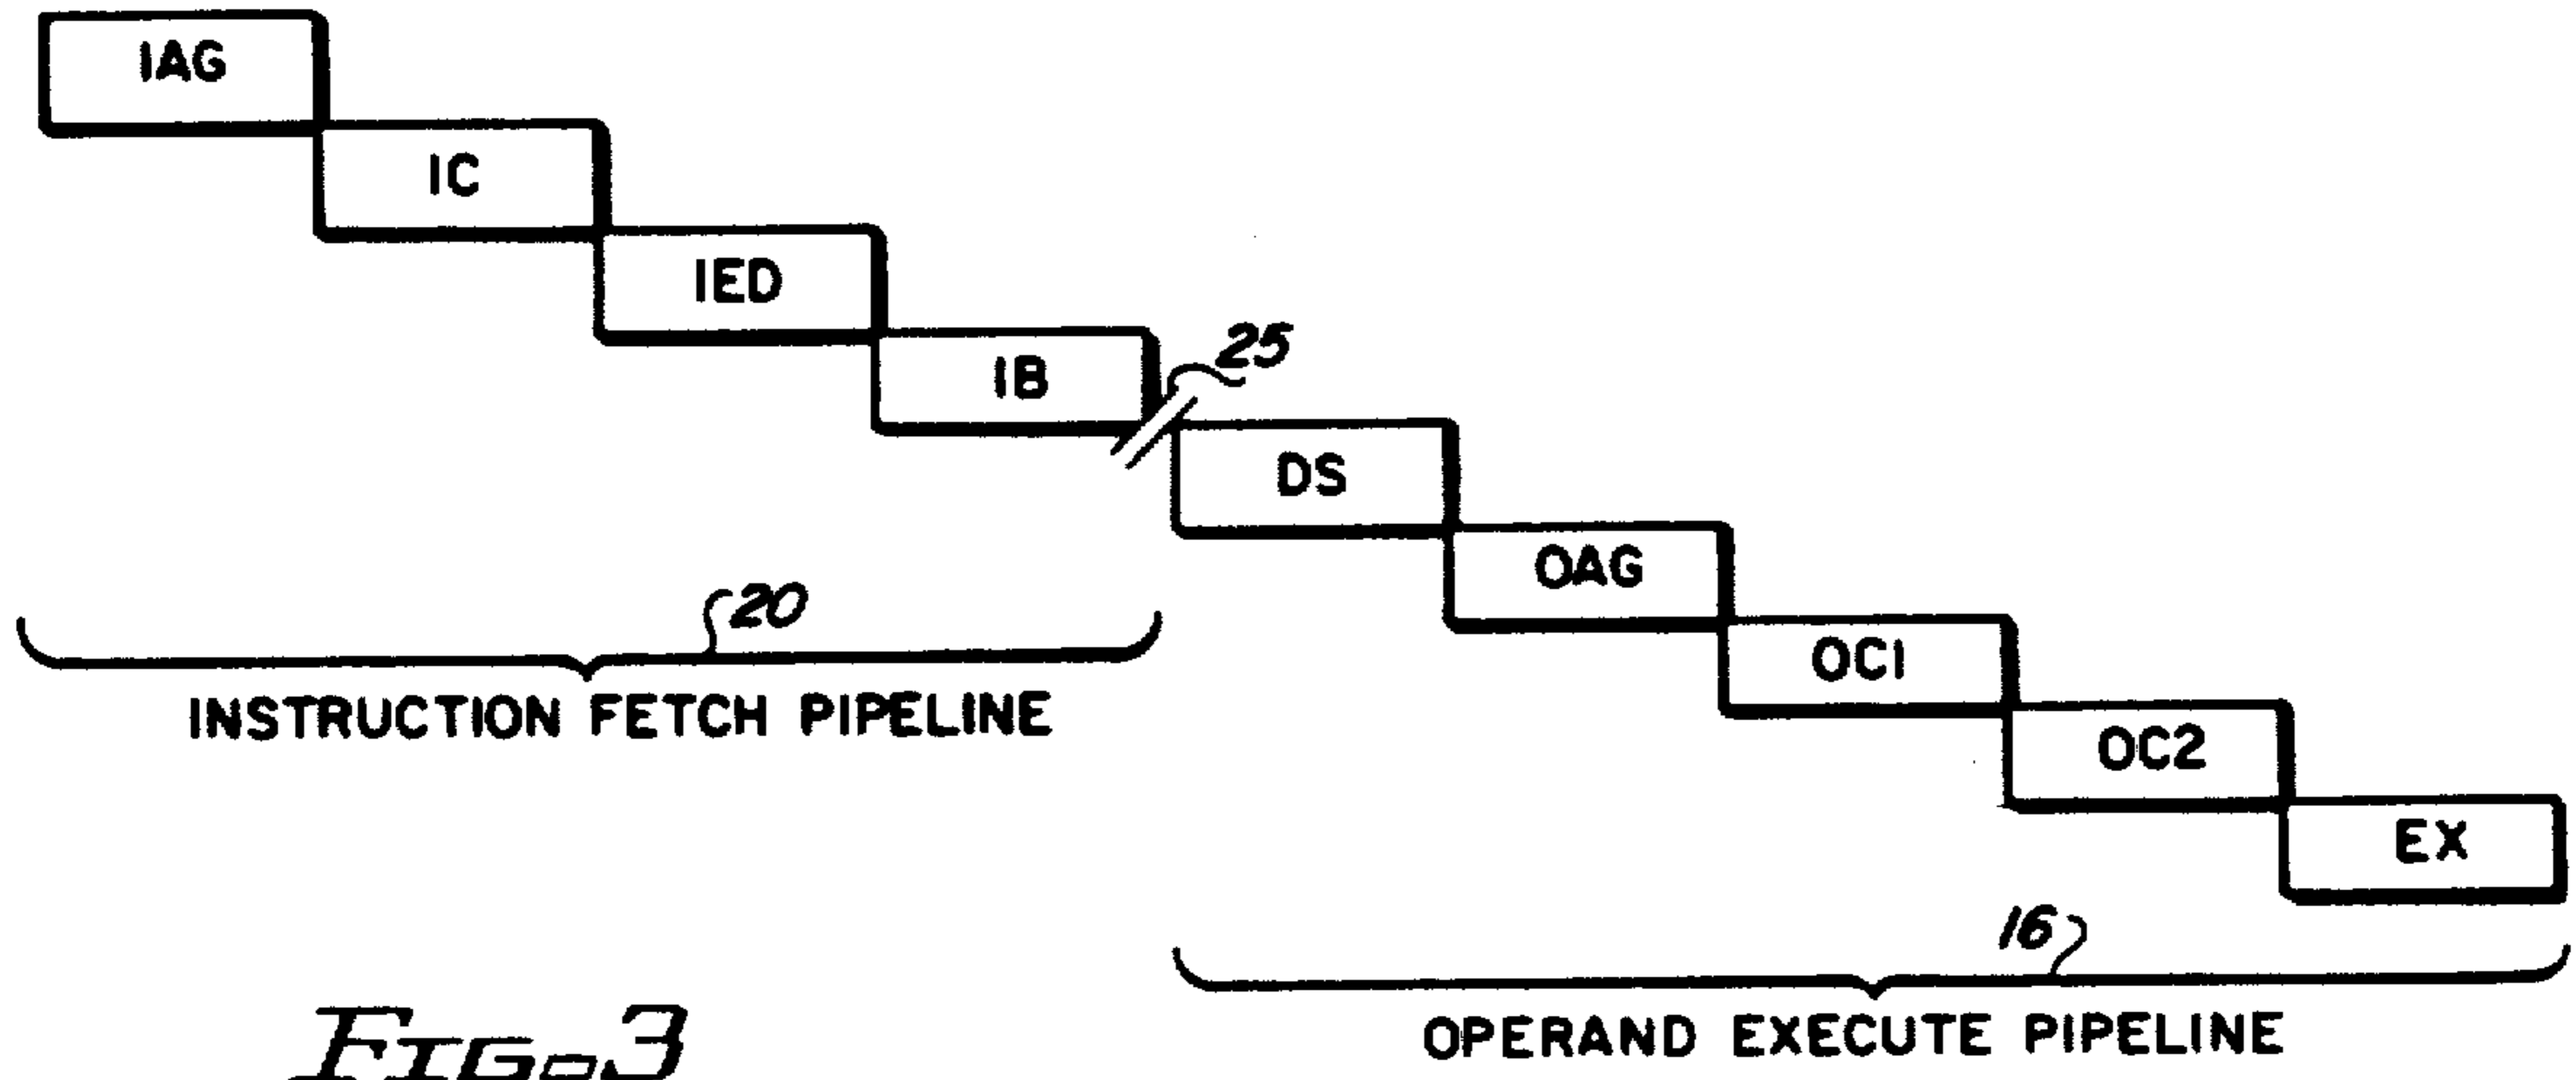 IAG
IC
IED
IB
25
DS
OAG
OC1
OC2
EX
20
INSTRUCTION FETCH PIPELINE
16
OPERAND EXECUTE PIPELINE
FIG. 3